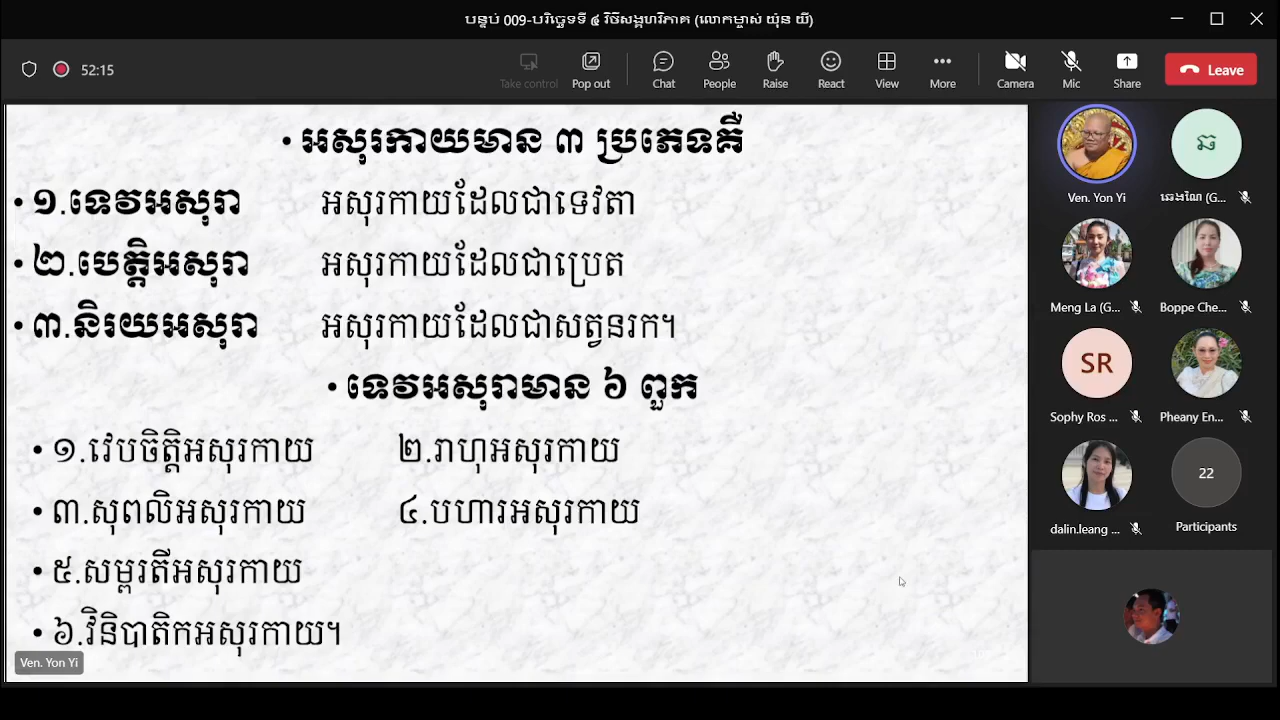 បន្ទប់ 009-បរិច្ឆេទទី ៤ វិថីសង្គហវិភាគ (លោកម្ចាស់ យ៉ុន យី)
52:15
Take control
Pop out
Chat
People
Raise
React
View
More
Camera
Mic
Share
Leave
• អសុរកាយមាន ៣ ប្រភេទគឺ
• ១.ទេវអសុរា អសុរកាយដែលជាទេវតា
• ២.បេត្តិអសុរា អសុរកាយដែលជាប្រេត
• ៣.និរយអសុរា អសុរកាយដែលជាសត្វនរក។
• ទេវអសុរាមាន ៦ ពួក
• ១.វេបចិត្តិអសុរកាយ ២.រាហុអសុរកាយ
• ៣.សុពលិអសុរកាយ ៤.បហារអសុរកាយ
• ៥.សម្ពរតីអសុរកាយ
• ៦.វិនិបាតិកអសុរកាយ។
Ven. Yon Yi
Ven. Yon Yi
ឆ
ឆេងណៃ (G...
Meng La (G...
Boppe Che...
SR
Sophy Ros ...
Pheany En...
dalin.leang ...
22
Participants